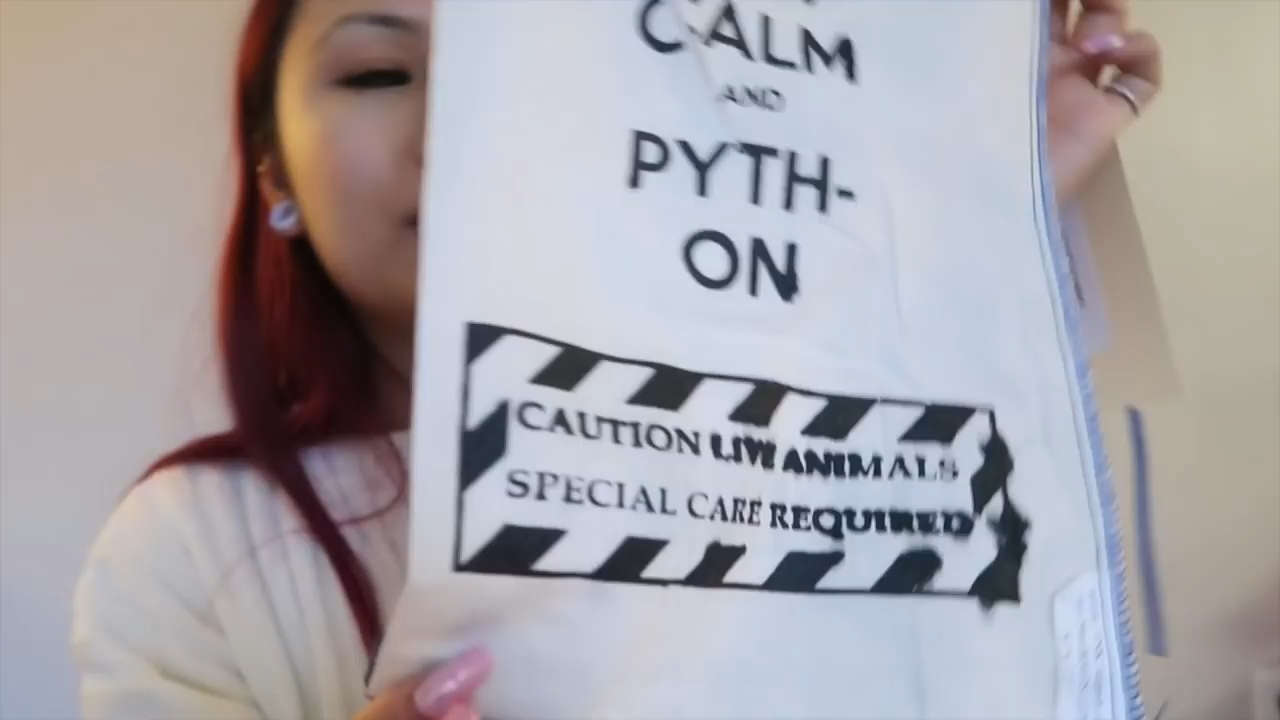 CALM
AND
PYTH-
ON
CAUTION LIVE ANIMALS
SPECIAL CARE REQUIRED